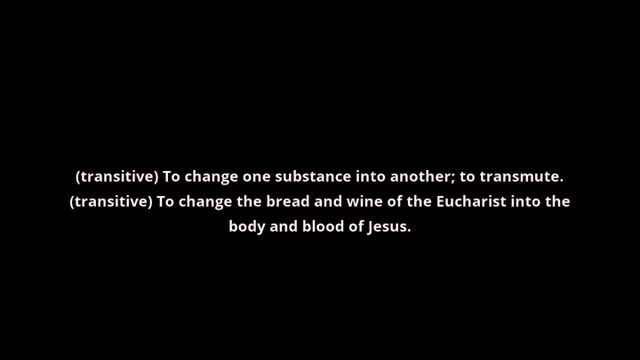 (transitive) To change one substance into another; to transmute.
(transitive) To change the bread and wine of the Eucharist into the
body and blood of Jesus.